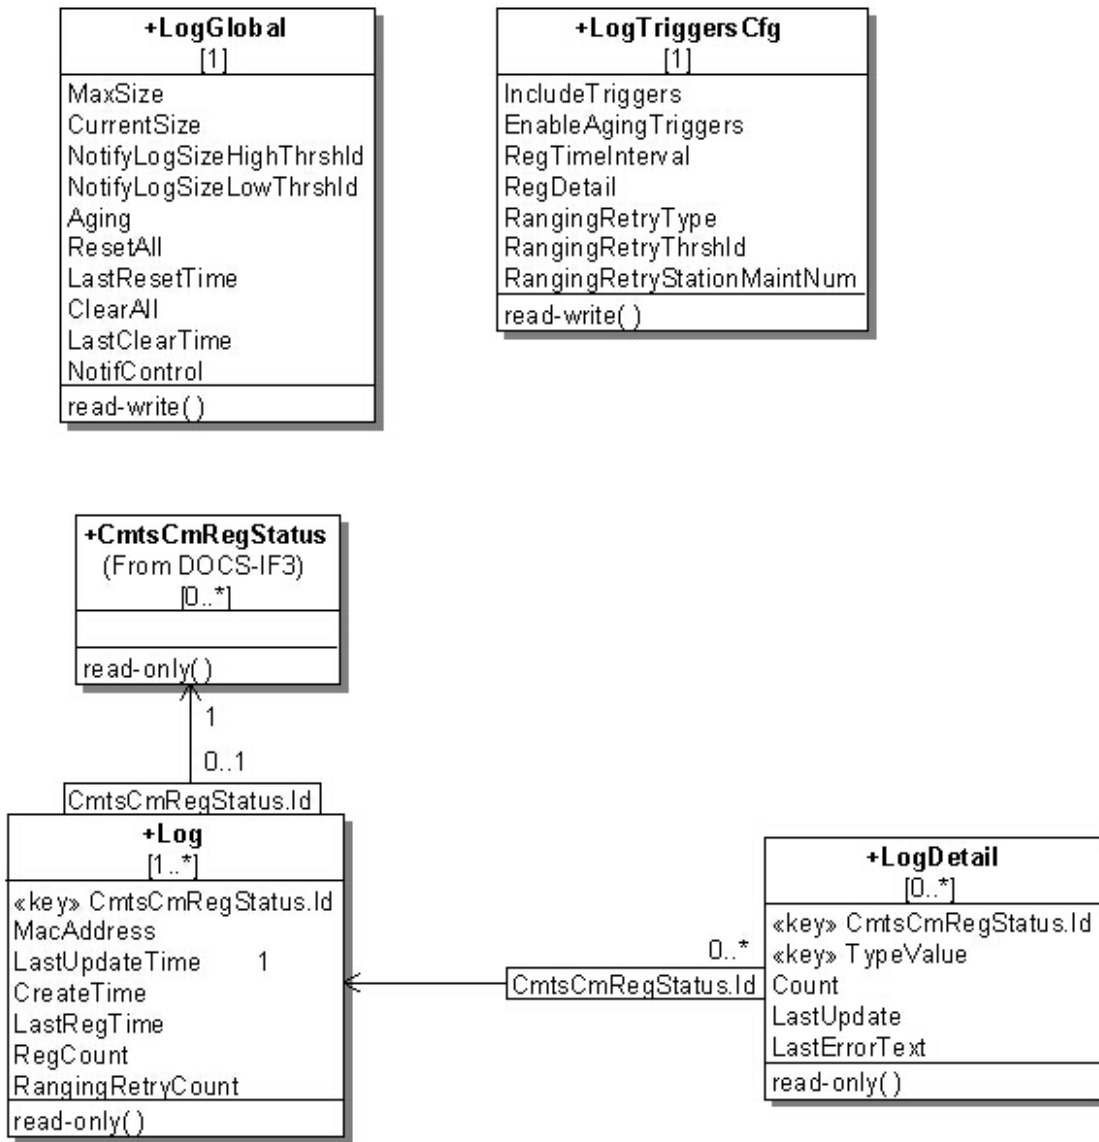 +LogGlobal
[1]
MaxSize
CurrentSize
NotifyLogSizeHighThrshld
NotifyLogSizeLowThrshld
Aging
ResetAll
LastResetTime
ClearAll
LastClearTime
NotifControl
read-write()
+LogTriggersCfg
[1]
IncludeTriggers
EnableAgingTriggers
RegTimeInterval
RegDetail
RangingRetryType
RangingRetryThrshld
RangingRetryStationMaintNum
read-write()
+CmtsCmRegStatus
(From DOCS-IF3)
[0..*]
read-only()
1
0..1
CmtsCmRegStatus.Id
+Log
[1..*]
«key» CmtsCmRegStatus.Id
MacAddress
LastUpdateTime 1
CreateTime
LastRegTime
RegCount
RangingRetryCount
read-only()
0..*
CmtsCmRegStatus.Id
+LogDetail
[0..*]
«key» CmtsCmRegStatus.Id
«key» TypeValue
Count
LastUpdate
LastErrorText
read-only()